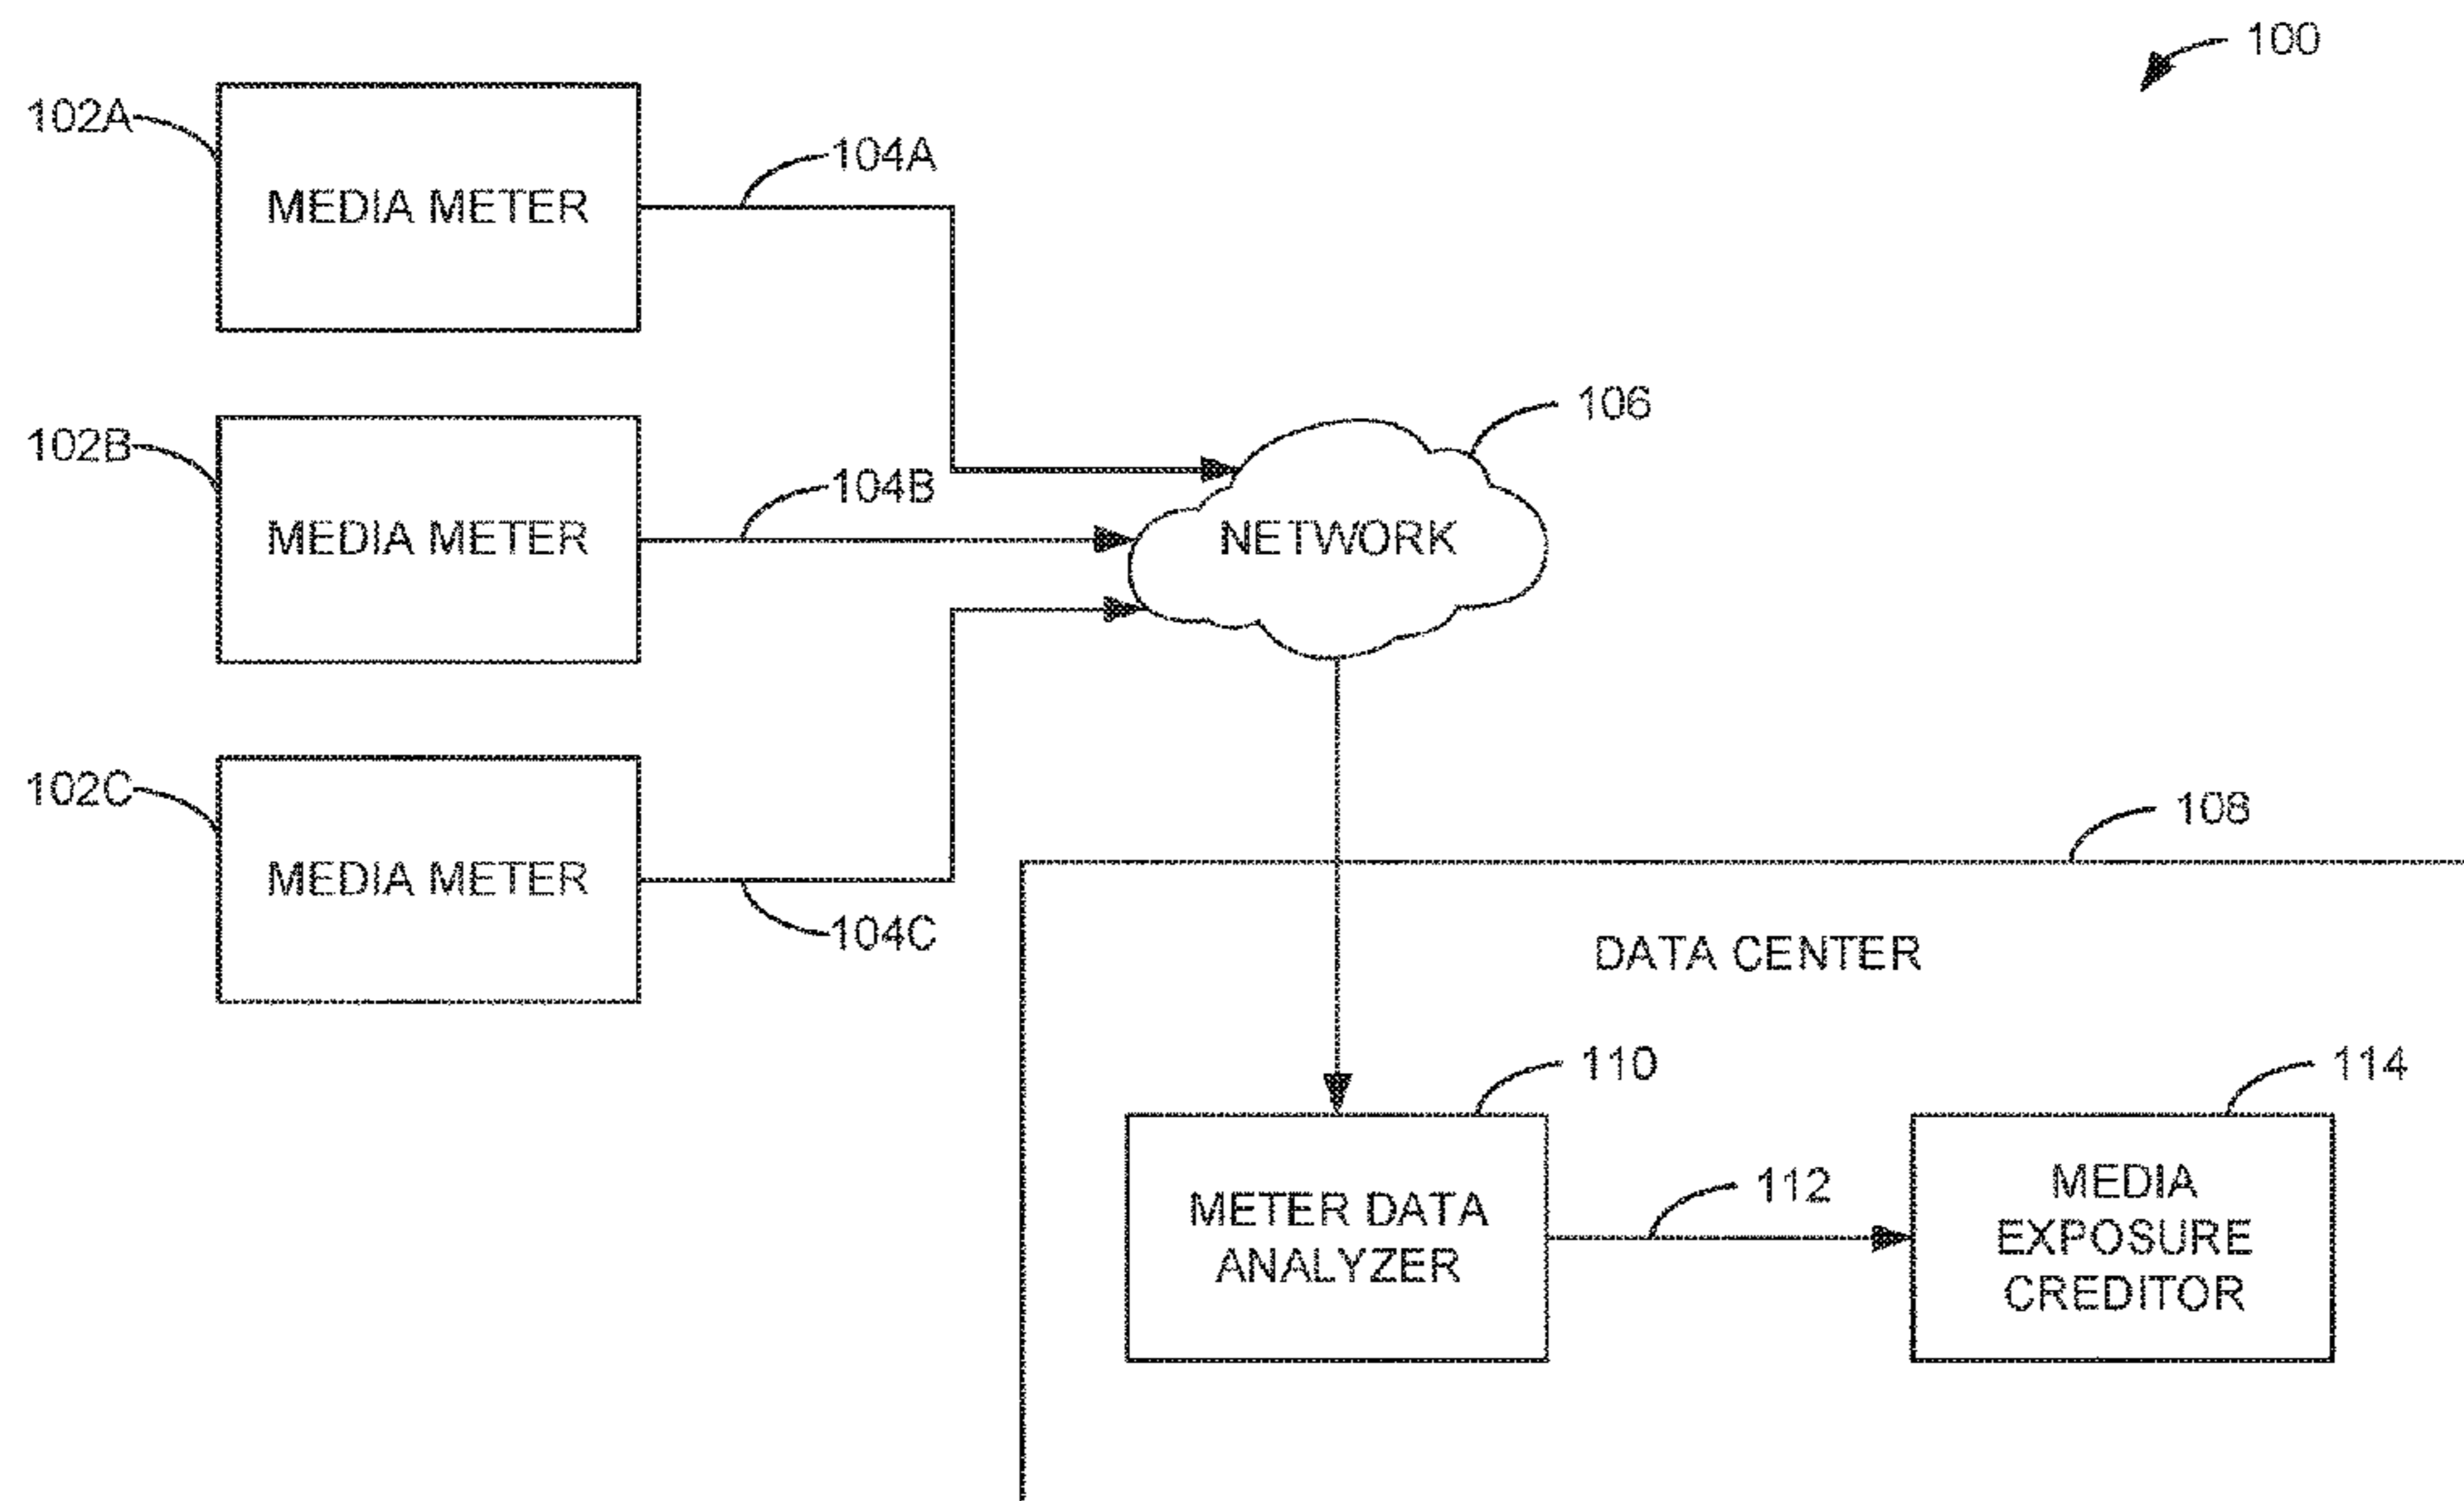 100
102A
MEDIA METER
104A
102B
MEDIA METER
104B
106
NETWORK
102C
MEDIA METER
104C
108
DATA CENTER
110
METER DATA
ANALYZER
112
114
MEDIA
EXPOSURE
CREDITOR